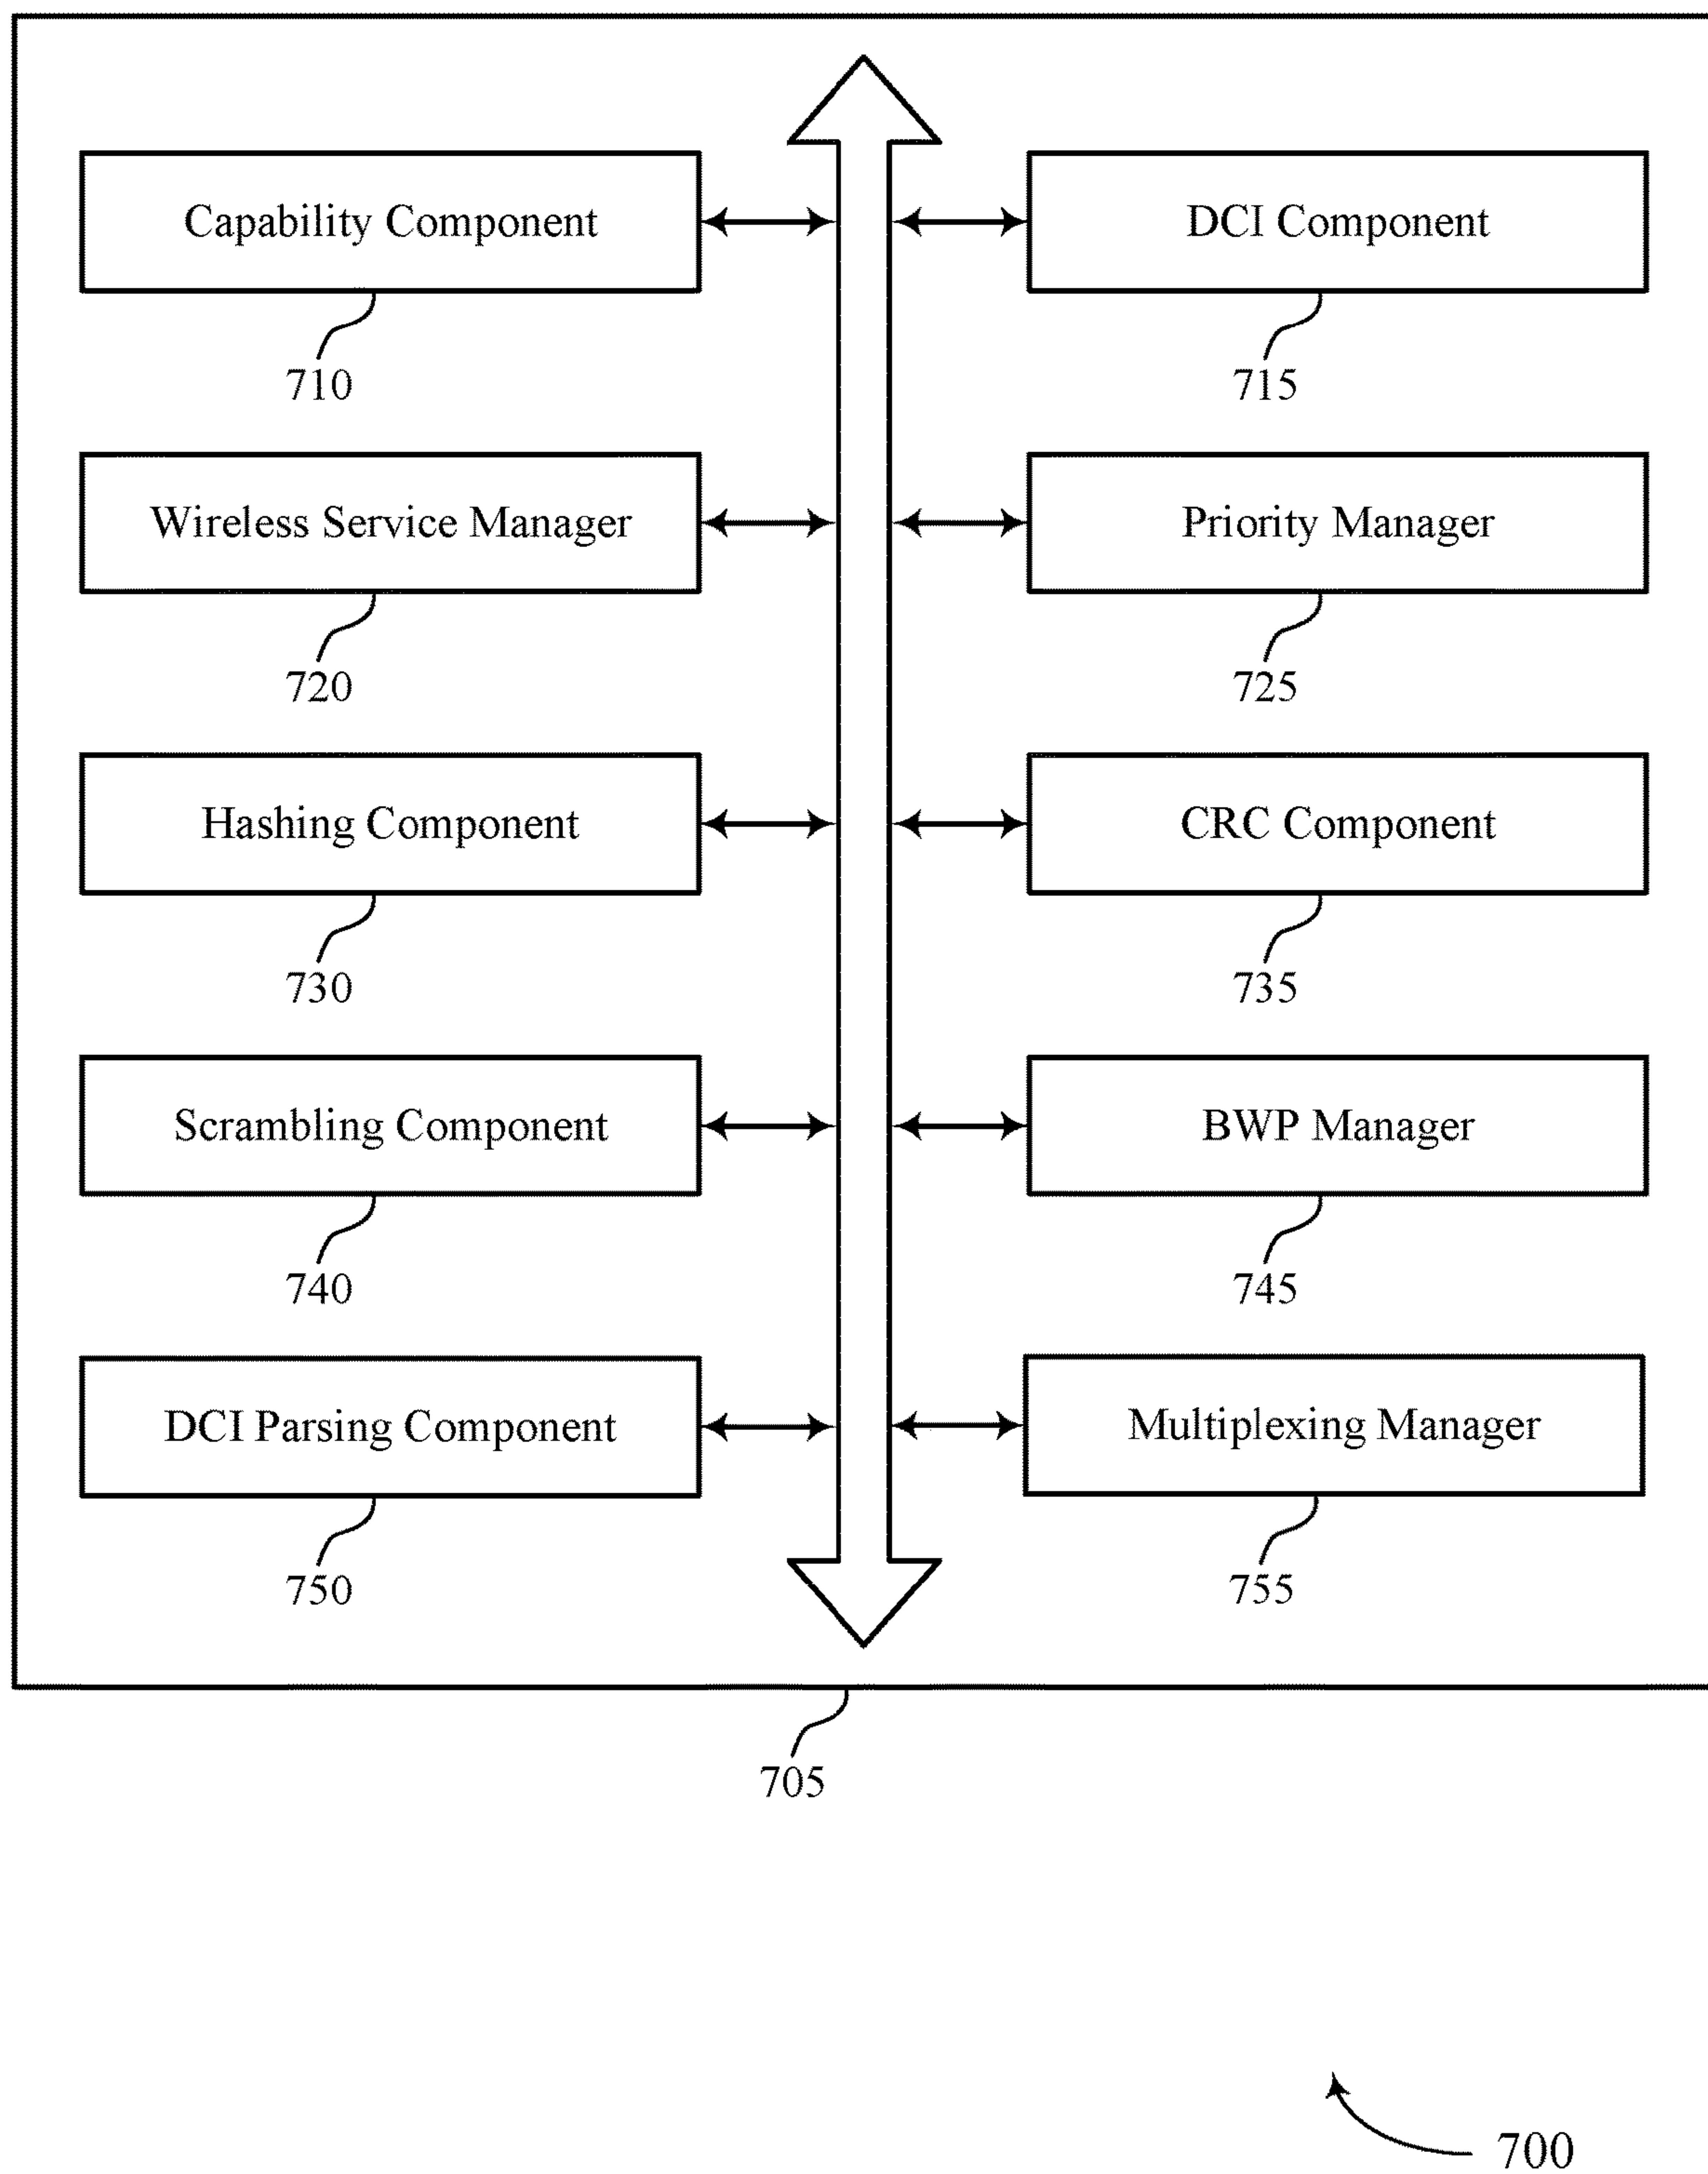 Capability Component
DCI Component
710
715
Wireless Service Manager
Priority Manager
720
725
Hashing Component
CRC Component
730
735
Scrambling Component
BWP Manager
740
745
DCI Parsing Component
Multiplexing Manager
750
755
705
700